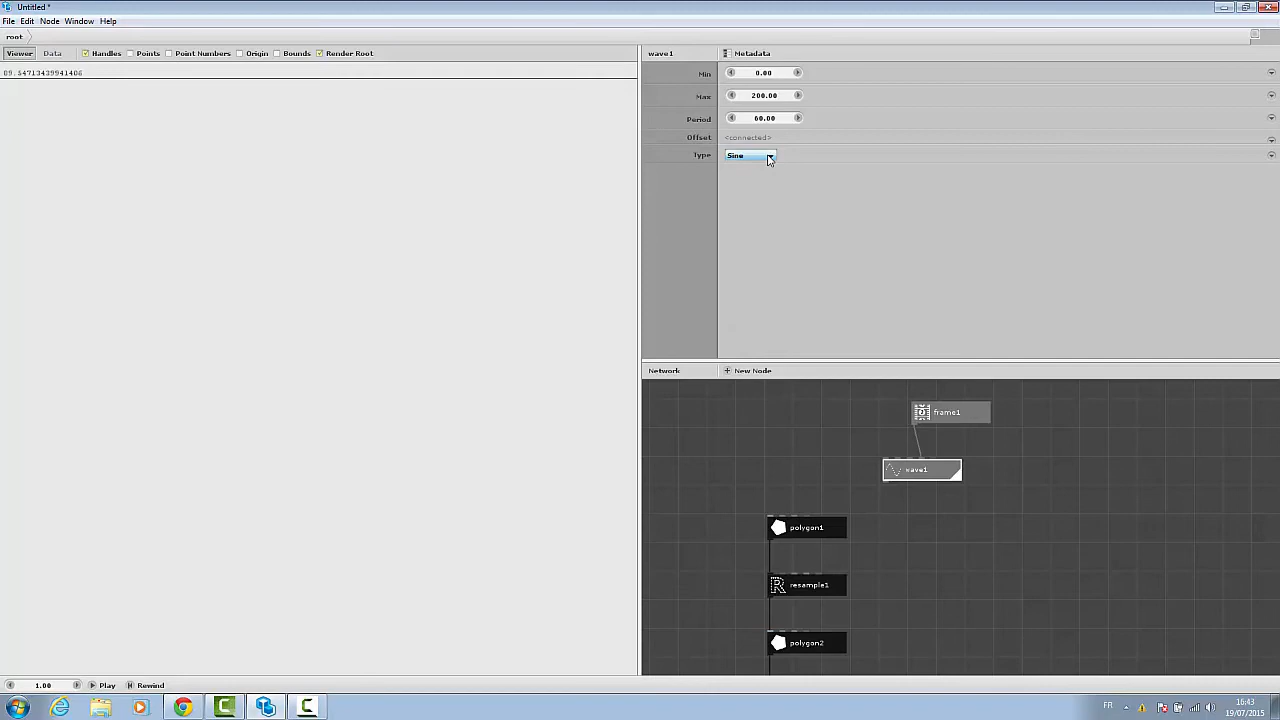 Untitled *
File Edit Node Window Help
root
Viewer Data Handles Points Point Numbers Origin Bounds Render Root
wave1 Metadata
Min 0.00
Max 200.00
Period 60.00
Offset <connected>
Type Sine
Network New Node
frame1
wave1
polygon1
resample1
polygon2
1.00 Play Rewind
FR 16:43
19/07/2015